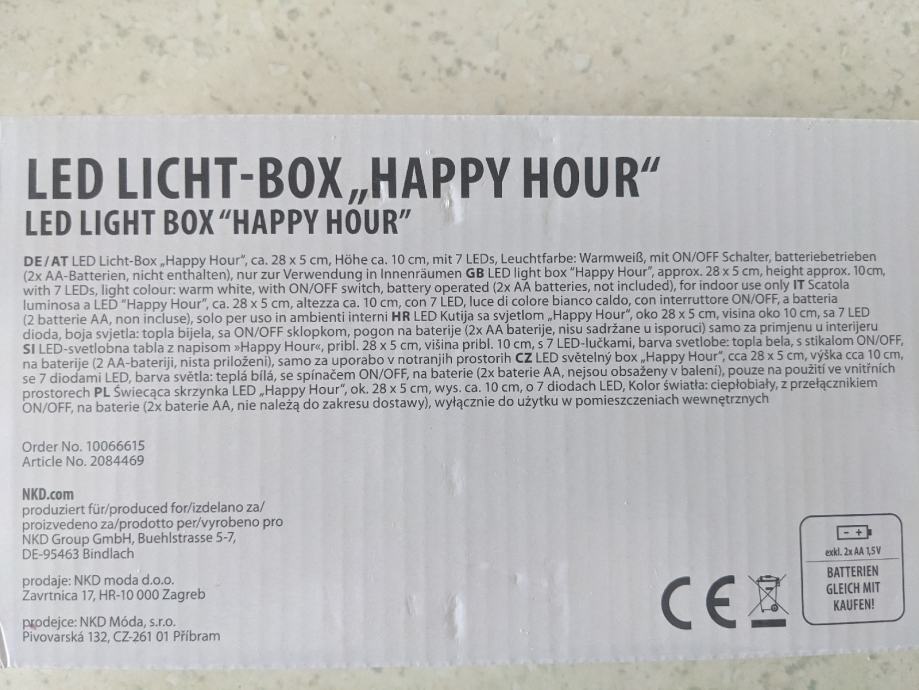 LED LICHT-BOX „HAPPY HOUR“
LED LIGHT BOX “HAPPY HOUR”
DE/AT LED Licht-Box „Happy Hour“, ca. 28 x 5 cm, Höhe ca. 10 cm, mit 7 LEDs, Leuchtfarbe: Warmweiß, mit ON/OFF Schalter, batteriebetrieben
(2x AA-Batterien, nicht enthalten), nur zur Verwendung in Innenräumen GB LED light box “Happy Hour”, approx. 28 x 5 cm, height approx. 10 cm,
with 7 LEDs, light colour: warm white, with ON/OFF switch, battery operated (2x AA batteries, not included), for indoor use only IT Scatola
luminosa a LED “Happy Hour”, ca. 28 x 5 cm, altezza ca. 10 cm, con 7 LED, luce di colore bianco caldo, con interruttore ON/OFF, a batteria
(2 batterie AA, non incluse), solo per uso in ambienti interni HR LED Kutija sa svjetlom „Happy Hour“, oko 28 x 5 cm, visina oko 10 cm, sa 7 LED
dioda, boja svjetla: topla bijela, sa ON/OFF sklopkom, pogon na baterije (2x AA baterije, nisu sadržane u isporuci) samo za primjenu u interijeru
SI LED-svetlobna tabla z napisom »Happy Hour«, pribl. 28 x 5 cm, višina pribl. 10 cm, s 7 LED-lučkami, barva svetlobe: topla bela, s stikalom ON/OFF,
na baterije (2 AA-bateriji, nista priloženi), samo za uporabo v notranjih prostorih CZ LED světelný box „Happy Hour“, cca 28 x 5 cm, výška cca 10 cm,
se 7 diodami LED, barva světla: teplá bílá, se spínačem ON/OFF, na baterie (2x baterie AA, nejsou obsaženy v balení), pouze na použití ve vnitřních
prostorech PL Świecąca skrzynka LED „Happy Hour“, ok. 28 x 5 cm, wys. ca. 10 cm, o 7 diodach LED, Kolor światła: ciepłobiały, z przełącznikiem
ON/OFF, na baterie (2x baterie AA, nie należą do zakresu dostawy), wyłącznie do użytku w pomieszczeniach wewnętrznych
Order No. 10066615
Article No. 2084469
NKD.com
produziert für/produced for/izdelano za/
proizvedeno za/prodotto per/vyrobeno pro
NKD Group GmbH, Buehlstrasse 5-7,
DE-95463 Bindlach
prodaje: NKD moda d.o.o.
Zavrtnica 17, HR-10 000 Zagreb
prodejce: NKD Móda, s.r.o.
Pivovarská 132, CZ-261 01 Příbram
CE
- +
exkl. 2x AA 1,5V
BATTERIEN
GLEICH MIT
KAUFEN!